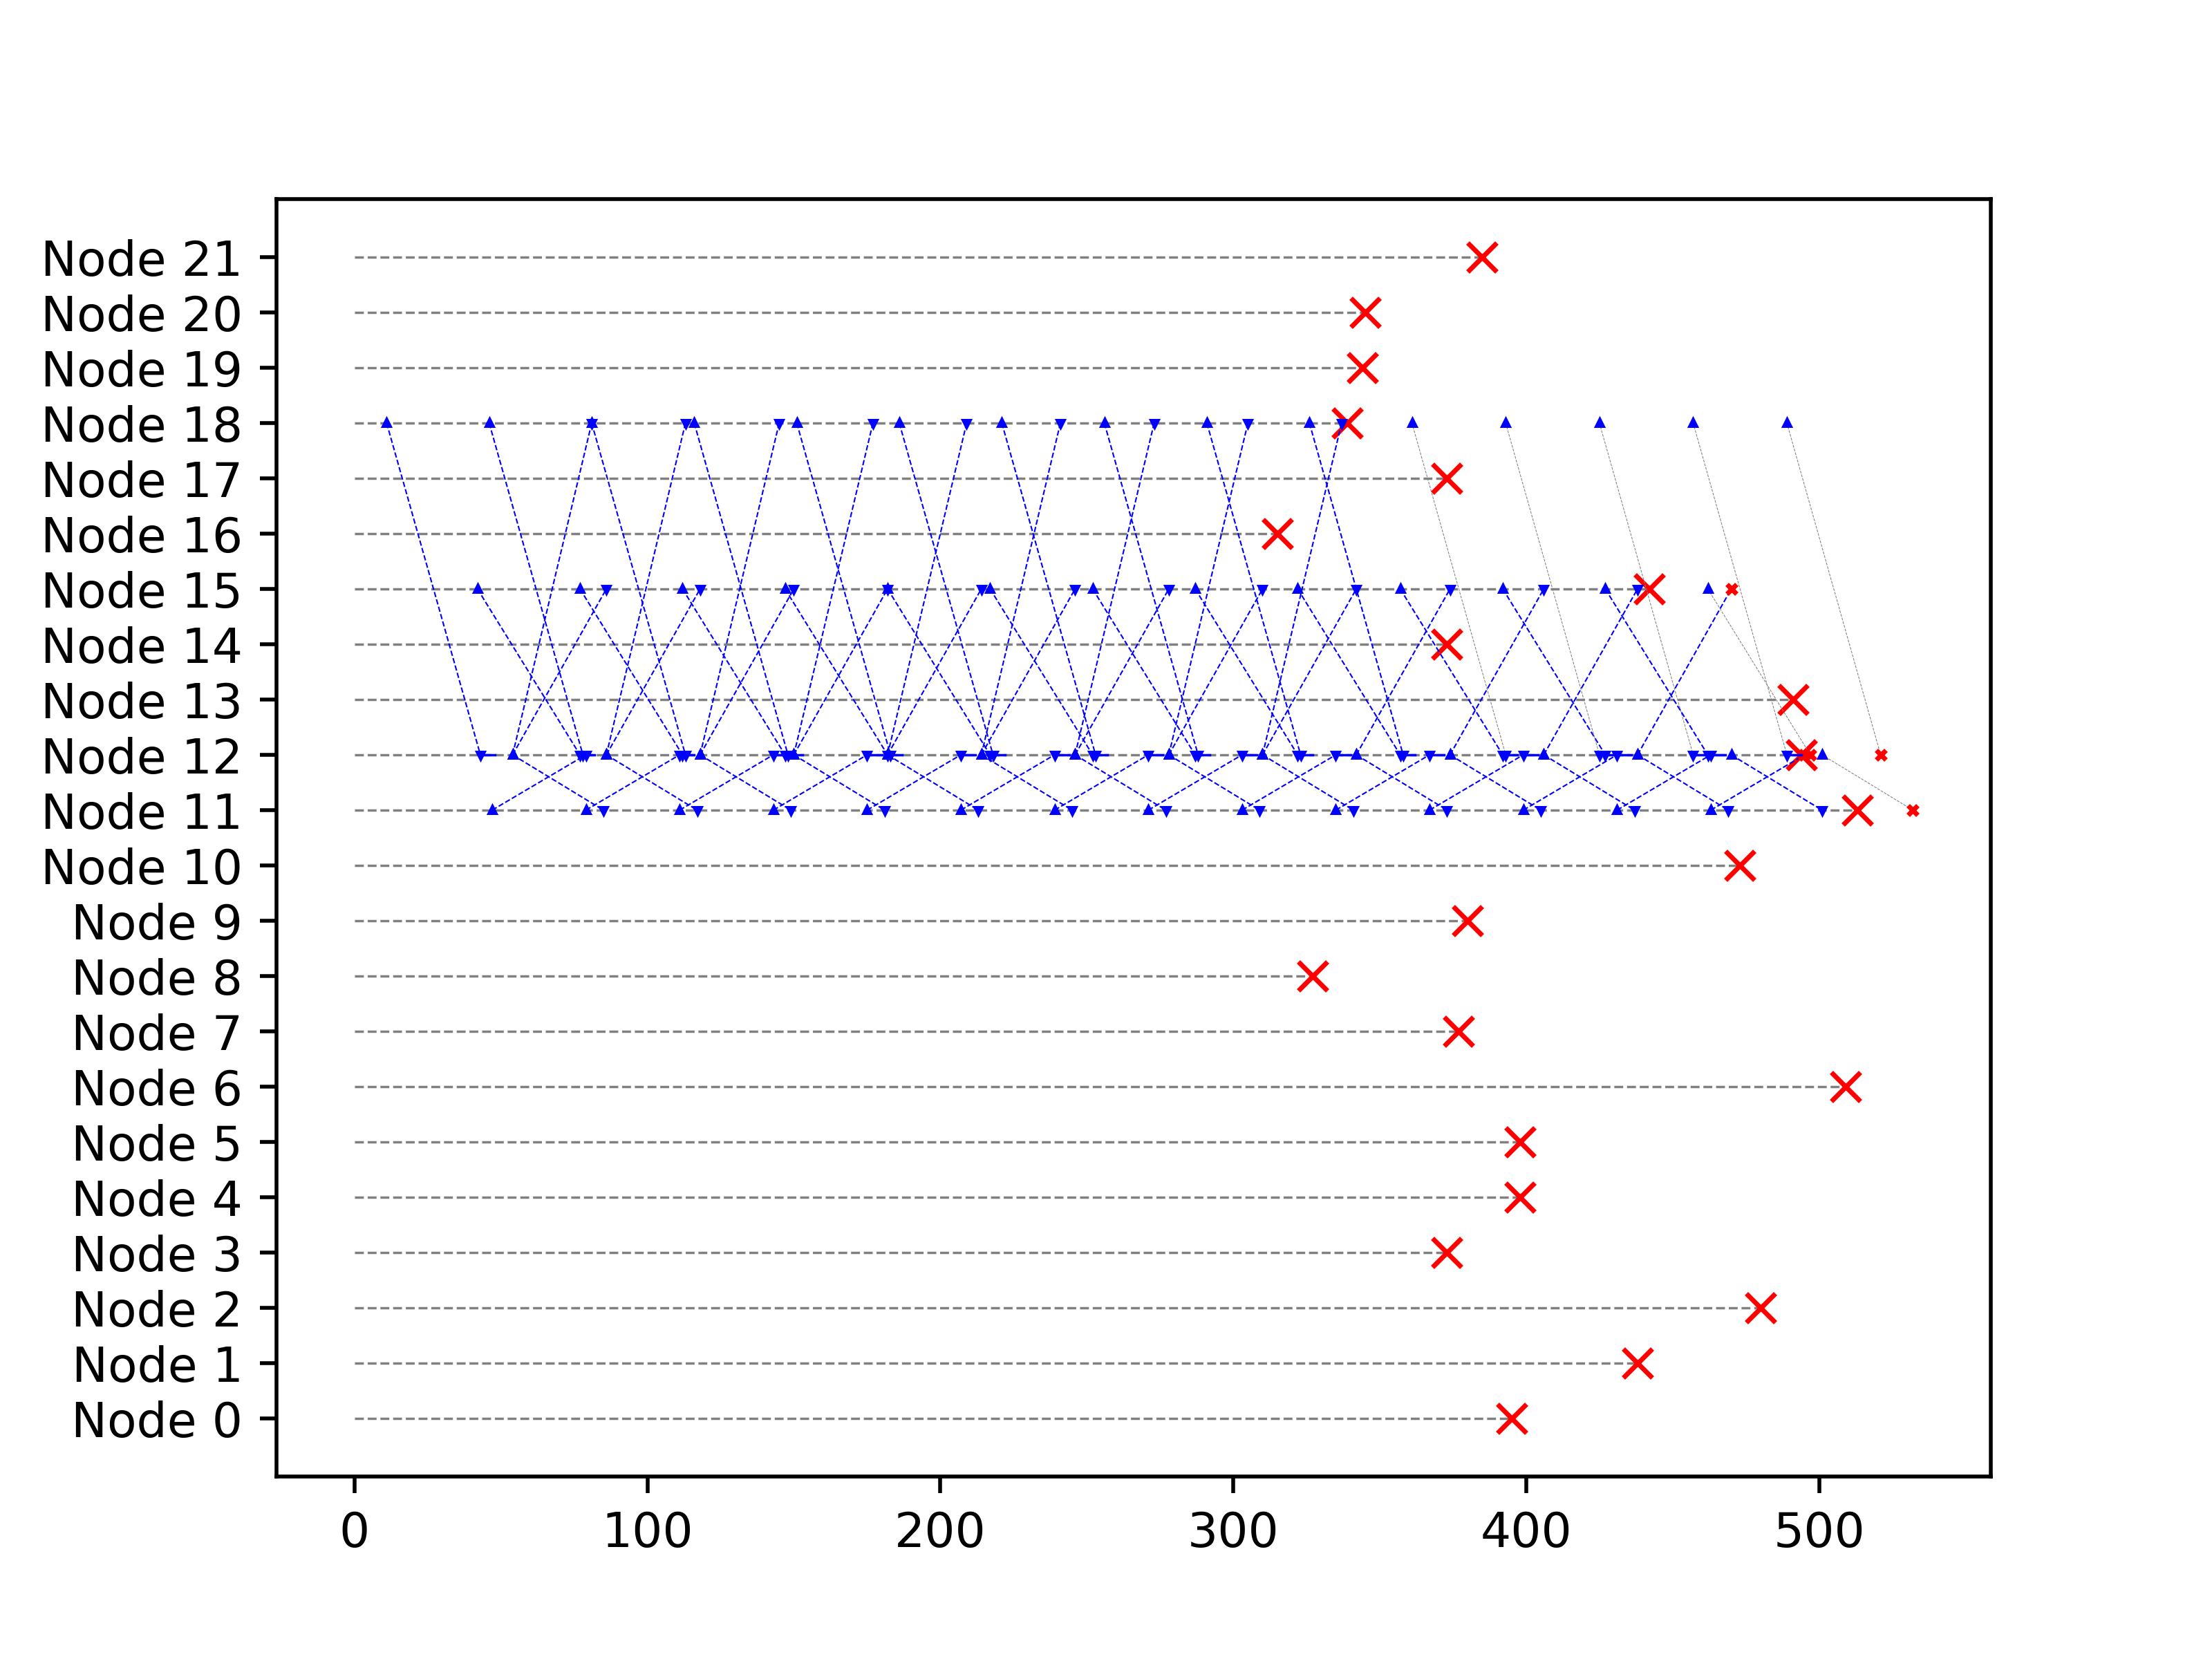 Node 21
Node 20
Node 19
Node 18
Node 17
Node 16
Node 15
Node 14
Node 13
Node 12
Node 11
Node 10
Node 9
Node 8
Node 7
Node 6
Node 5
Node 4
Node 3
Node 2
Node 1
Node 0
0 100 200 300 400 500